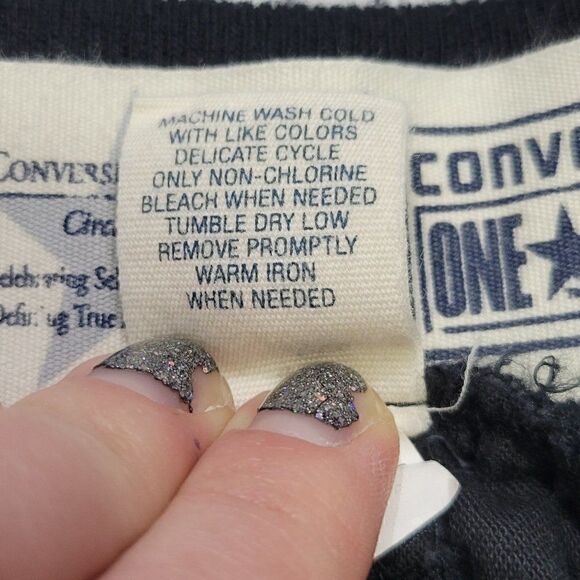 MACHINE WASH COLD
WITH LIKE COLORS
DELICATE CYCLE
ONLY NON-CHLORINE
BLEACH WHEN NEEDED
TUMBLE DRY LOW
REMOVE PROMPTLY
WARM IRON
WHEN NEEDED
CONVERS
conve
ONE
True